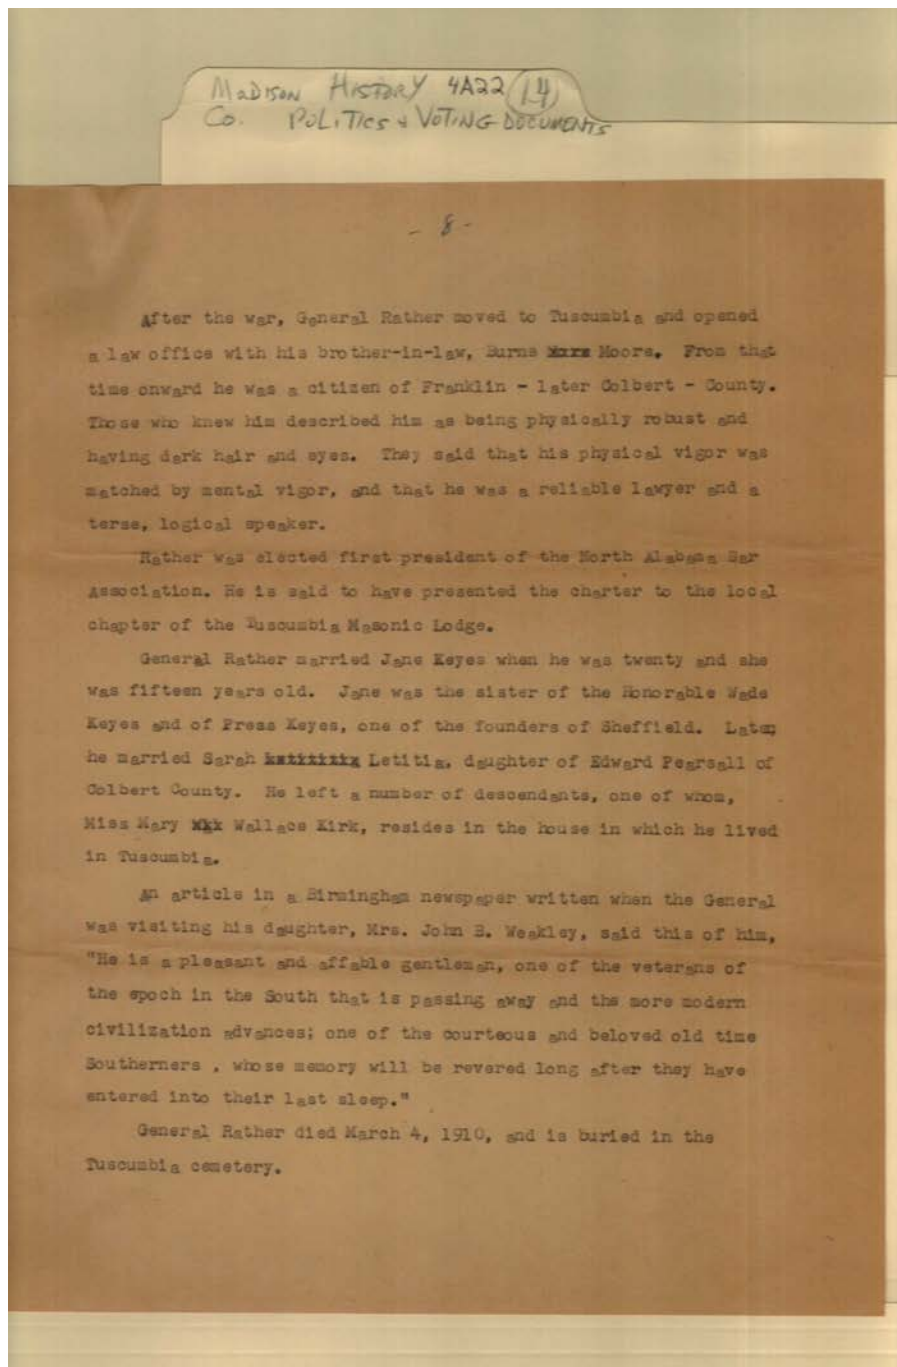 MADISON HISTORY 4A22 (14)
Co. POLITICS & VOTING DOCUMENTS
- 8 -
After the war, General Rather moved to Tuscumbia and opened
a law office with his brother-in-law, Burns Moore. From that
time onward he was a citizen of Franklin - later Colbert - County.
Those who knew him described him as being physically robust and
having dark hair and eyes. They said that his physical vigor was
matched by mental vigor, and that he was a reliable lawyer and a
terse, logical speaker.
Rather was elected first president of the North Alabama Bar
Association. He is said to have presented the charter to the local
chapter of the Tuscumbia Masonic Lodge.
General Rather married Jane Keyes when he was twenty and she
was fifteen years old. Jane was the sister of the Honorable Wade
Keyes and of Press Keyes, one of the founders of Sheffield. Later
he married Sarah Letitia, daughter of Edward Pearsall of
Colbert County. He left a number of descendants, one of whom,
Miss Mary Wallace Kirk, resides in the house in which he lived
in Tuscumbia.
An article in a Birmingham newspaper written when the General
was visiting his daughter, Mrs. John B. Weakley, said this of him,
"He is a pleasant and affable gentleman, one of the veterans of
the epoch in the South that is passing away and the more modern
civilization advances; one of the courteous and beloved old time
Southerners , whose memory will be revered long after they have
entered into their last sleep."
General Rather died March 4, 1910, and is buried in the
Tuscumbia cemetery.